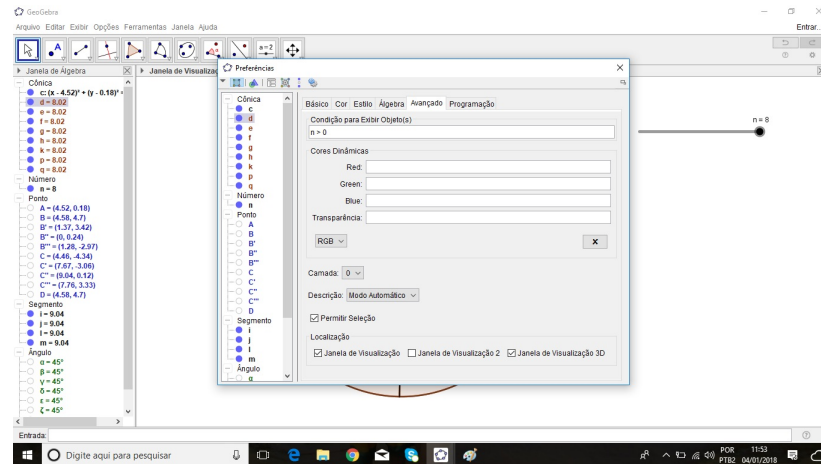 GeoGebra
Arquivo Editar Exibir Opções Ferramentas Janela Ajuda
Entrar...
a=2
Janela de Álgebra
Janela de Visualizaç
Cônica
c: (x - 4.52)² + (y - 0.18)² =
d = 8.02
e = 8.02
f = 8.02
g = 8.02
h = 8.02
k = 8.02
p = 8.02
q = 8.02
Número
n = 8
Ponto
A = (4.52, 0.18)
B = (4.58, 4.7)
B' = (1.37, 3.42)
B'' = (0, 0.24)
B''' = (1.28, -2.97)
C = (4.46, -4.34)
C' = (7.67, -3.06)
C'' = (9.04, 0.12)
C''' = (7.76, 3.33)
D = (4.58, 4.7)
Segmento
i = 9.04
j = 9.04
l = 9.04
m = 9.04
Ângulo
α = 45°
β = 45°
γ = 45°
δ = 45°
ε = 45°
ζ = 45°
Preferências
Cônica
c
d
e
f
g
h
k
p
q
Número
n
Ponto
A
B
B'
B''
B'''
C
C'
C''
C'''
D
Segmento
i
j
l
m
Ângulo
α
Básico Cor Estilo Álgebra Avançado Programação
Condição para Exibir Objeto(s)
n > 0
Cores Dinâmicas
Red:
Green:
Blue:
Transparência:
RGB
x
Camada: 0
Descrição: Modo Automático
Permitir Seleção
Localização
Janela de Visualização Janela de Visualização 2 Janela de Visualização 3D
n = 8
Entrada:
Digite aqui para pesquisar
POR
PTB2
11:53
04/01/2018